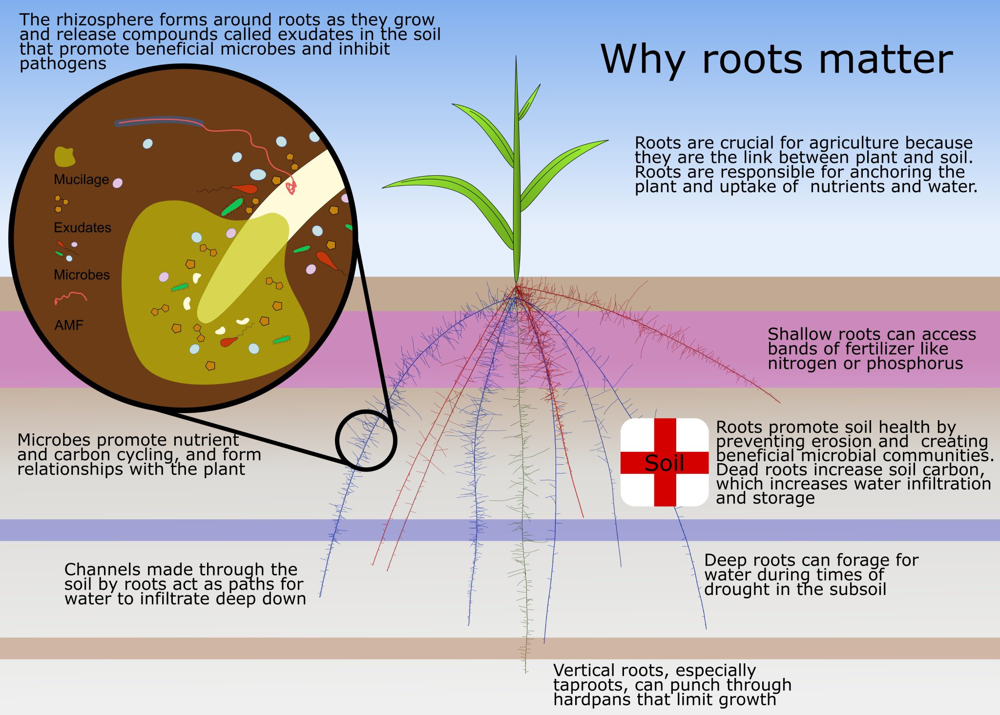 The rhizosphere forms around roots as they grow
and release compounds called exudates in the soil
that promote beneficial microbes and inhibit
pathogens
Why roots matter
Roots are crucial for agriculture because
they are the link between plant and soil.
Roots are responsible for anchoring the
plant and uptake of  nutrients and water.
Mucilage
Exudates
Microbes
AMF
Shallow roots can access
bands of fertilizer like
nitrogen or phosphorus
Microbes promote nutrient
and carbon cycling, and form
relationships with the plant
Soil
Roots promote soil health by
preventing erosion and  creating
beneficial microbial communities.
Dead roots increase soil carbon,
which increases water infiltration
and storage
Channels made through the
soil by roots act as paths for
water to infiltrate deep down
Deep roots can forage for
water during times of
drought in the subsoil
Vertical roots, especially
taproots, can punch through
hardpans that limit growth